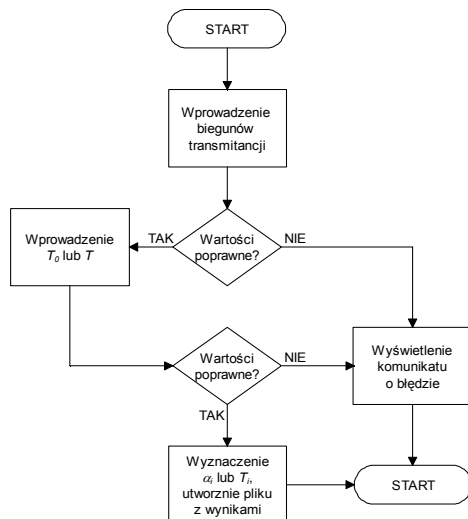 START
Wprowadzenie
biegunów
transmitancji
Wprowadzenie
T₀ lub T
TAK
Wartości
poprawne?
NIE
Wartości
poprawne?
NIE
Wyświetlenie
komunikatu
o błędzie
TAK
Wyznaczenie
αᵢ lub Tᵢ,
utworznie pliku
z wynikami
START